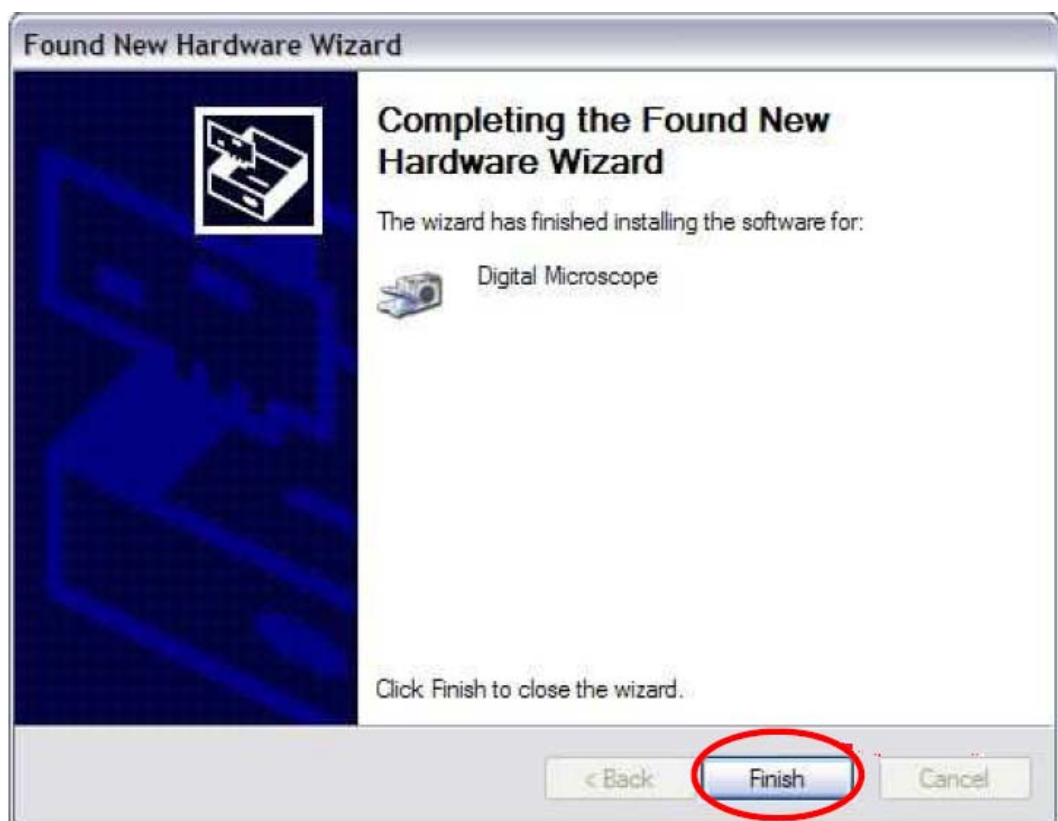 Found New Hardware Wizard
Completing the Found New
Hardware Wizard
The wizard has finished installing the software for:
Digital Microscope
Click Finish to close the wizard.
< Back Finish Cancel